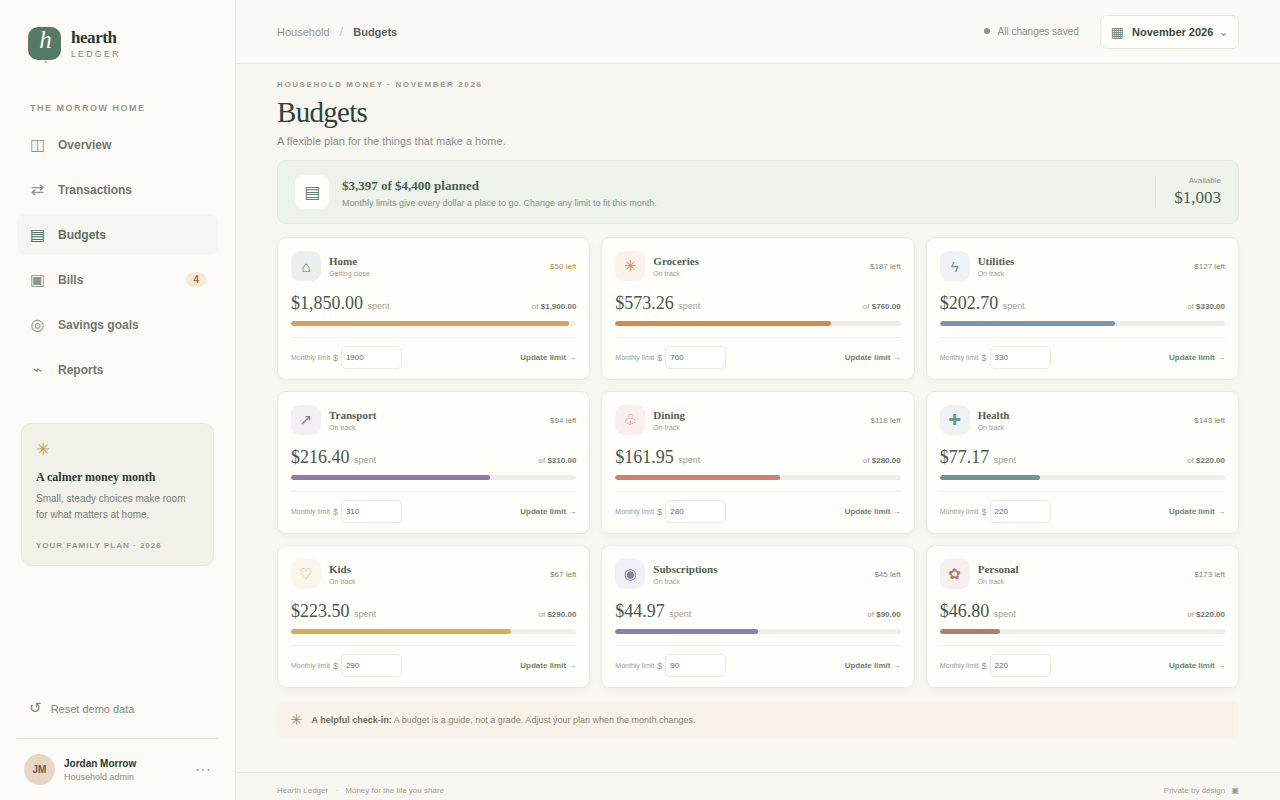 h hearth
LEDGER
THE MORROW HOME
Overview
Transactions
Budgets
Bills 4
Savings goals
Reports
A calmer money month
Small, steady choices make room
for what matters at home.
YOUR FAMILY PLAN · 2026
Reset demo data
JM Jordan Morrow
Household admin
Household / Budgets
All changes saved
November 2026
HOUSEHOLD MONEY · NOVEMBER 2026
Budgets
A flexible plan for the things that make a home.
$3,397 of $4,400 planned
Monthly limits give every dollar a place to go. Change any limit to fit this month.
Available
$1,003
Home
Getting close
$50 left
$1,850.00 spent
of $1,900.00
Monthly limit $ 1900
Update limit →
Groceries
On track
$187 left
$573.26 spent
of $760.00
Monthly limit $ 760
Update limit →
Utilities
On track
$127 left
$202.70 spent
of $330.00
Monthly limit $ 330
Update limit →
Transport
On track
$94 left
$216.40 spent
of $310.00
Monthly limit $ 310
Update limit →
Dining
On track
$118 left
$161.95 spent
of $280.00
Monthly limit $ 280
Update limit →
Health
On track
$143 left
$77.17 spent
of $220.00
Monthly limit $ 220
Update limit →
Kids
On track
$67 left
$223.50 spent
of $290.00
Monthly limit $ 290
Update limit →
Subscriptions
On track
$45 left
$44.97 spent
of $90.00
Monthly limit $ 90
Update limit →
Personal
On track
$173 left
$46.80 spent
of $220.00
Monthly limit $ 220
Update limit →
A helpful check-in: A budget is a guide, not a grade. Adjust your plan when the month changes.
Hearth Ledger · Money for the life you share
Private by design